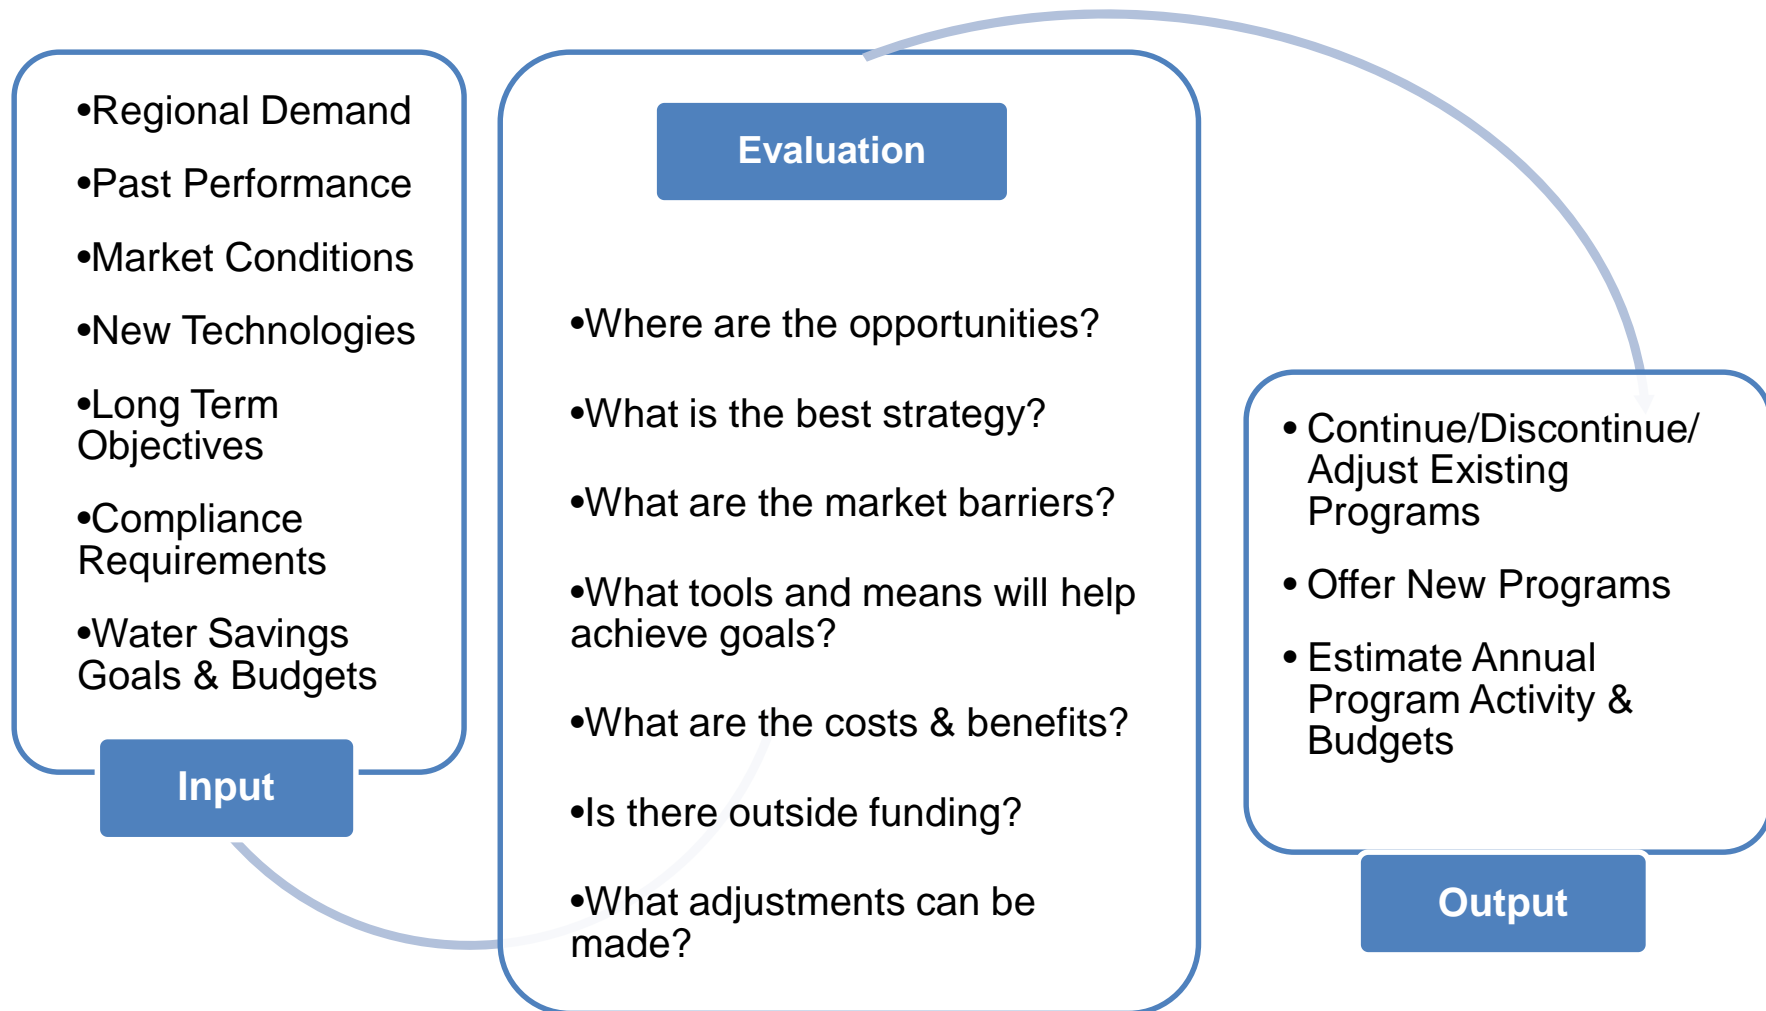 •Regional Demand
•Past Performance
•Market Conditions
•New Technologies
•Long Term
Objectives
•Compliance
Requirements
•Water Savings
Goals & Budgets
Input
Evaluation
•Where are the opportunities?
•What is the best strategy?
•What are the market barriers?
•What tools and means will help
achieve goals?
•What are the costs & benefits?
•Is there outside funding?
•What adjustments can be
made?
• Continue/Discontinue/
Adjust Existing
Programs
• Offer New Programs
• Estimate Annual
Program Activity &
Budgets
Output